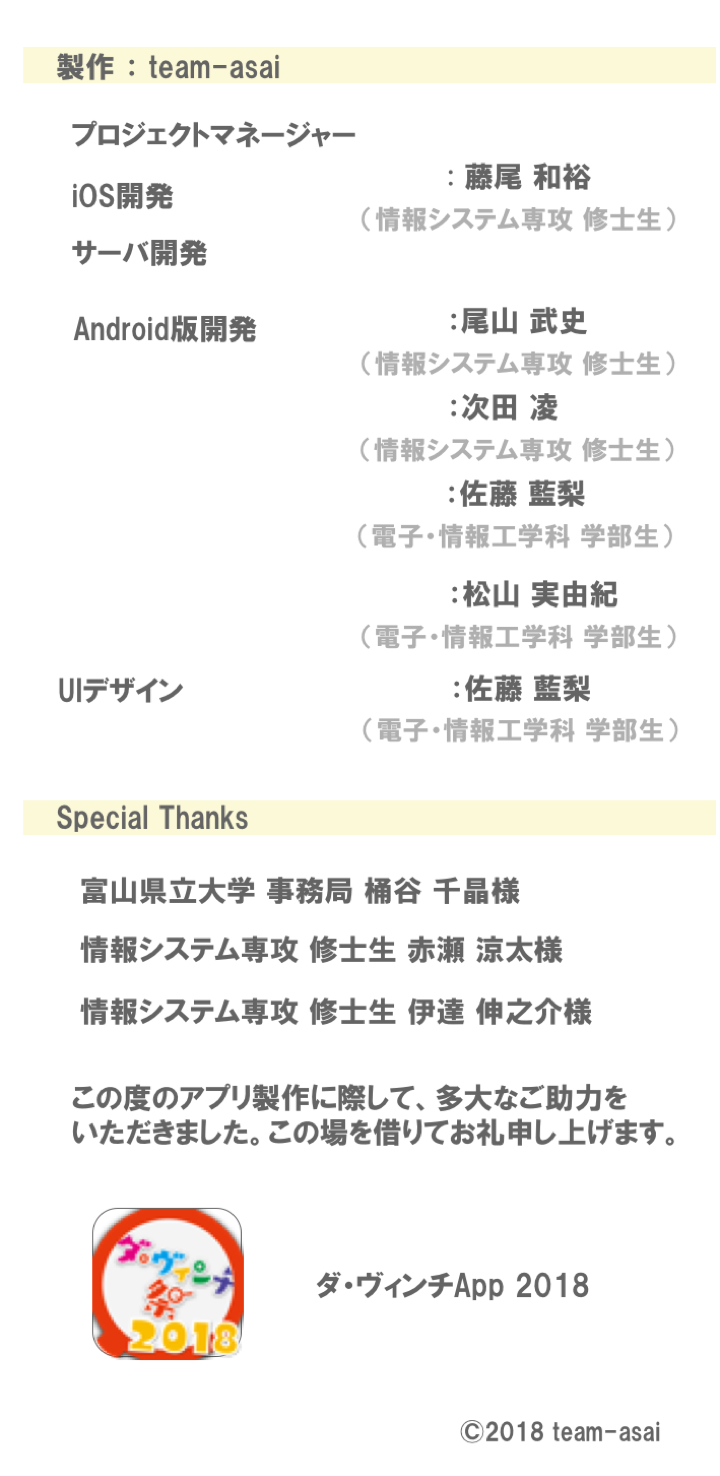 製作 : team-asai
プロジェクトマネージャー
iOS開発
: 藤尾 和裕
（情報システム専攻 修士生）
サーバ開発
Android版開発
:尾山 武史
（情報システム専攻 修士生）
:次田 凌
（情報システム専攻 修士生）
:佐藤 藍梨
（電子・情報工学科 学部生）
:松山 実由紀
（電子・情報工学科 学部生）
UIデザイン
:佐藤 藍梨
（電子・情報工学科 学部生）
Special Thanks
富山県立大学 事務局 桶谷 千晶様
情報システム専攻 修士生 赤瀬 涼太様
情報システム専攻 修士生 伊達 伸之介様
この度のアプリ製作に際して、多大なご助力を
いただきました。この場を借りてお礼申し上げます。
ダ・ヴィンチ
祭
2018
ダ・ヴィンチApp 2018
©2018 team-asai